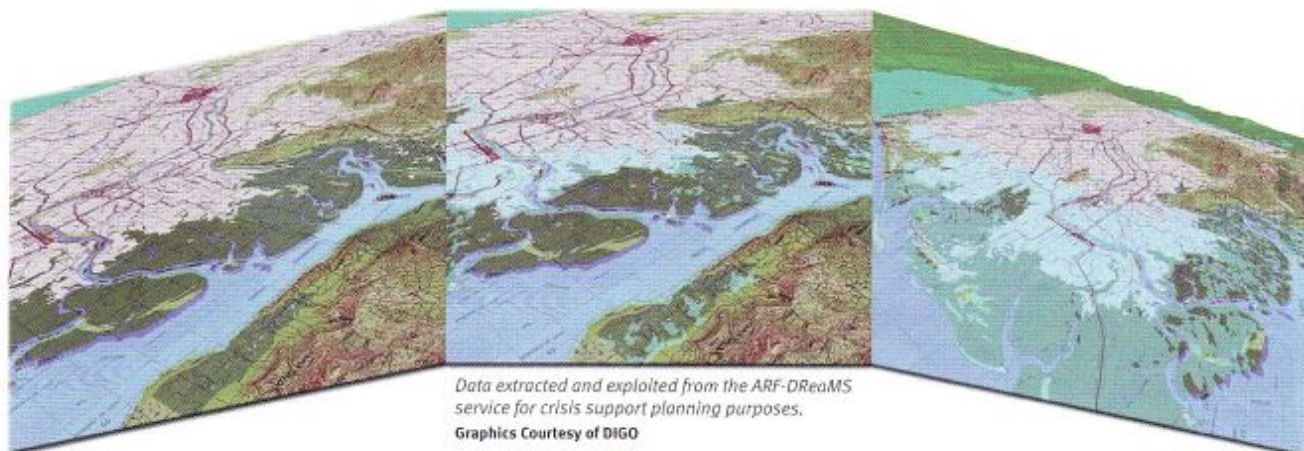 Data extracted and exploited from the ARF-DReaMS
service for crisis support planning purposes.
Graphics Courtesy of DIGO